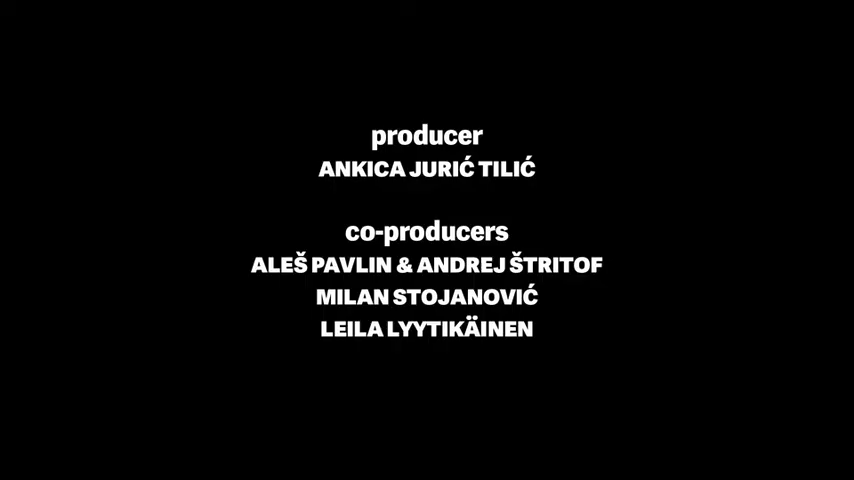 producer
ANKICA JURIĆ TILIĆ
co-producers
ALEŠ PAVLIN & ANDREJ ŠTRITOF
MILAN STOJANOVIĆ
LEILA LYYTIKÄINEN